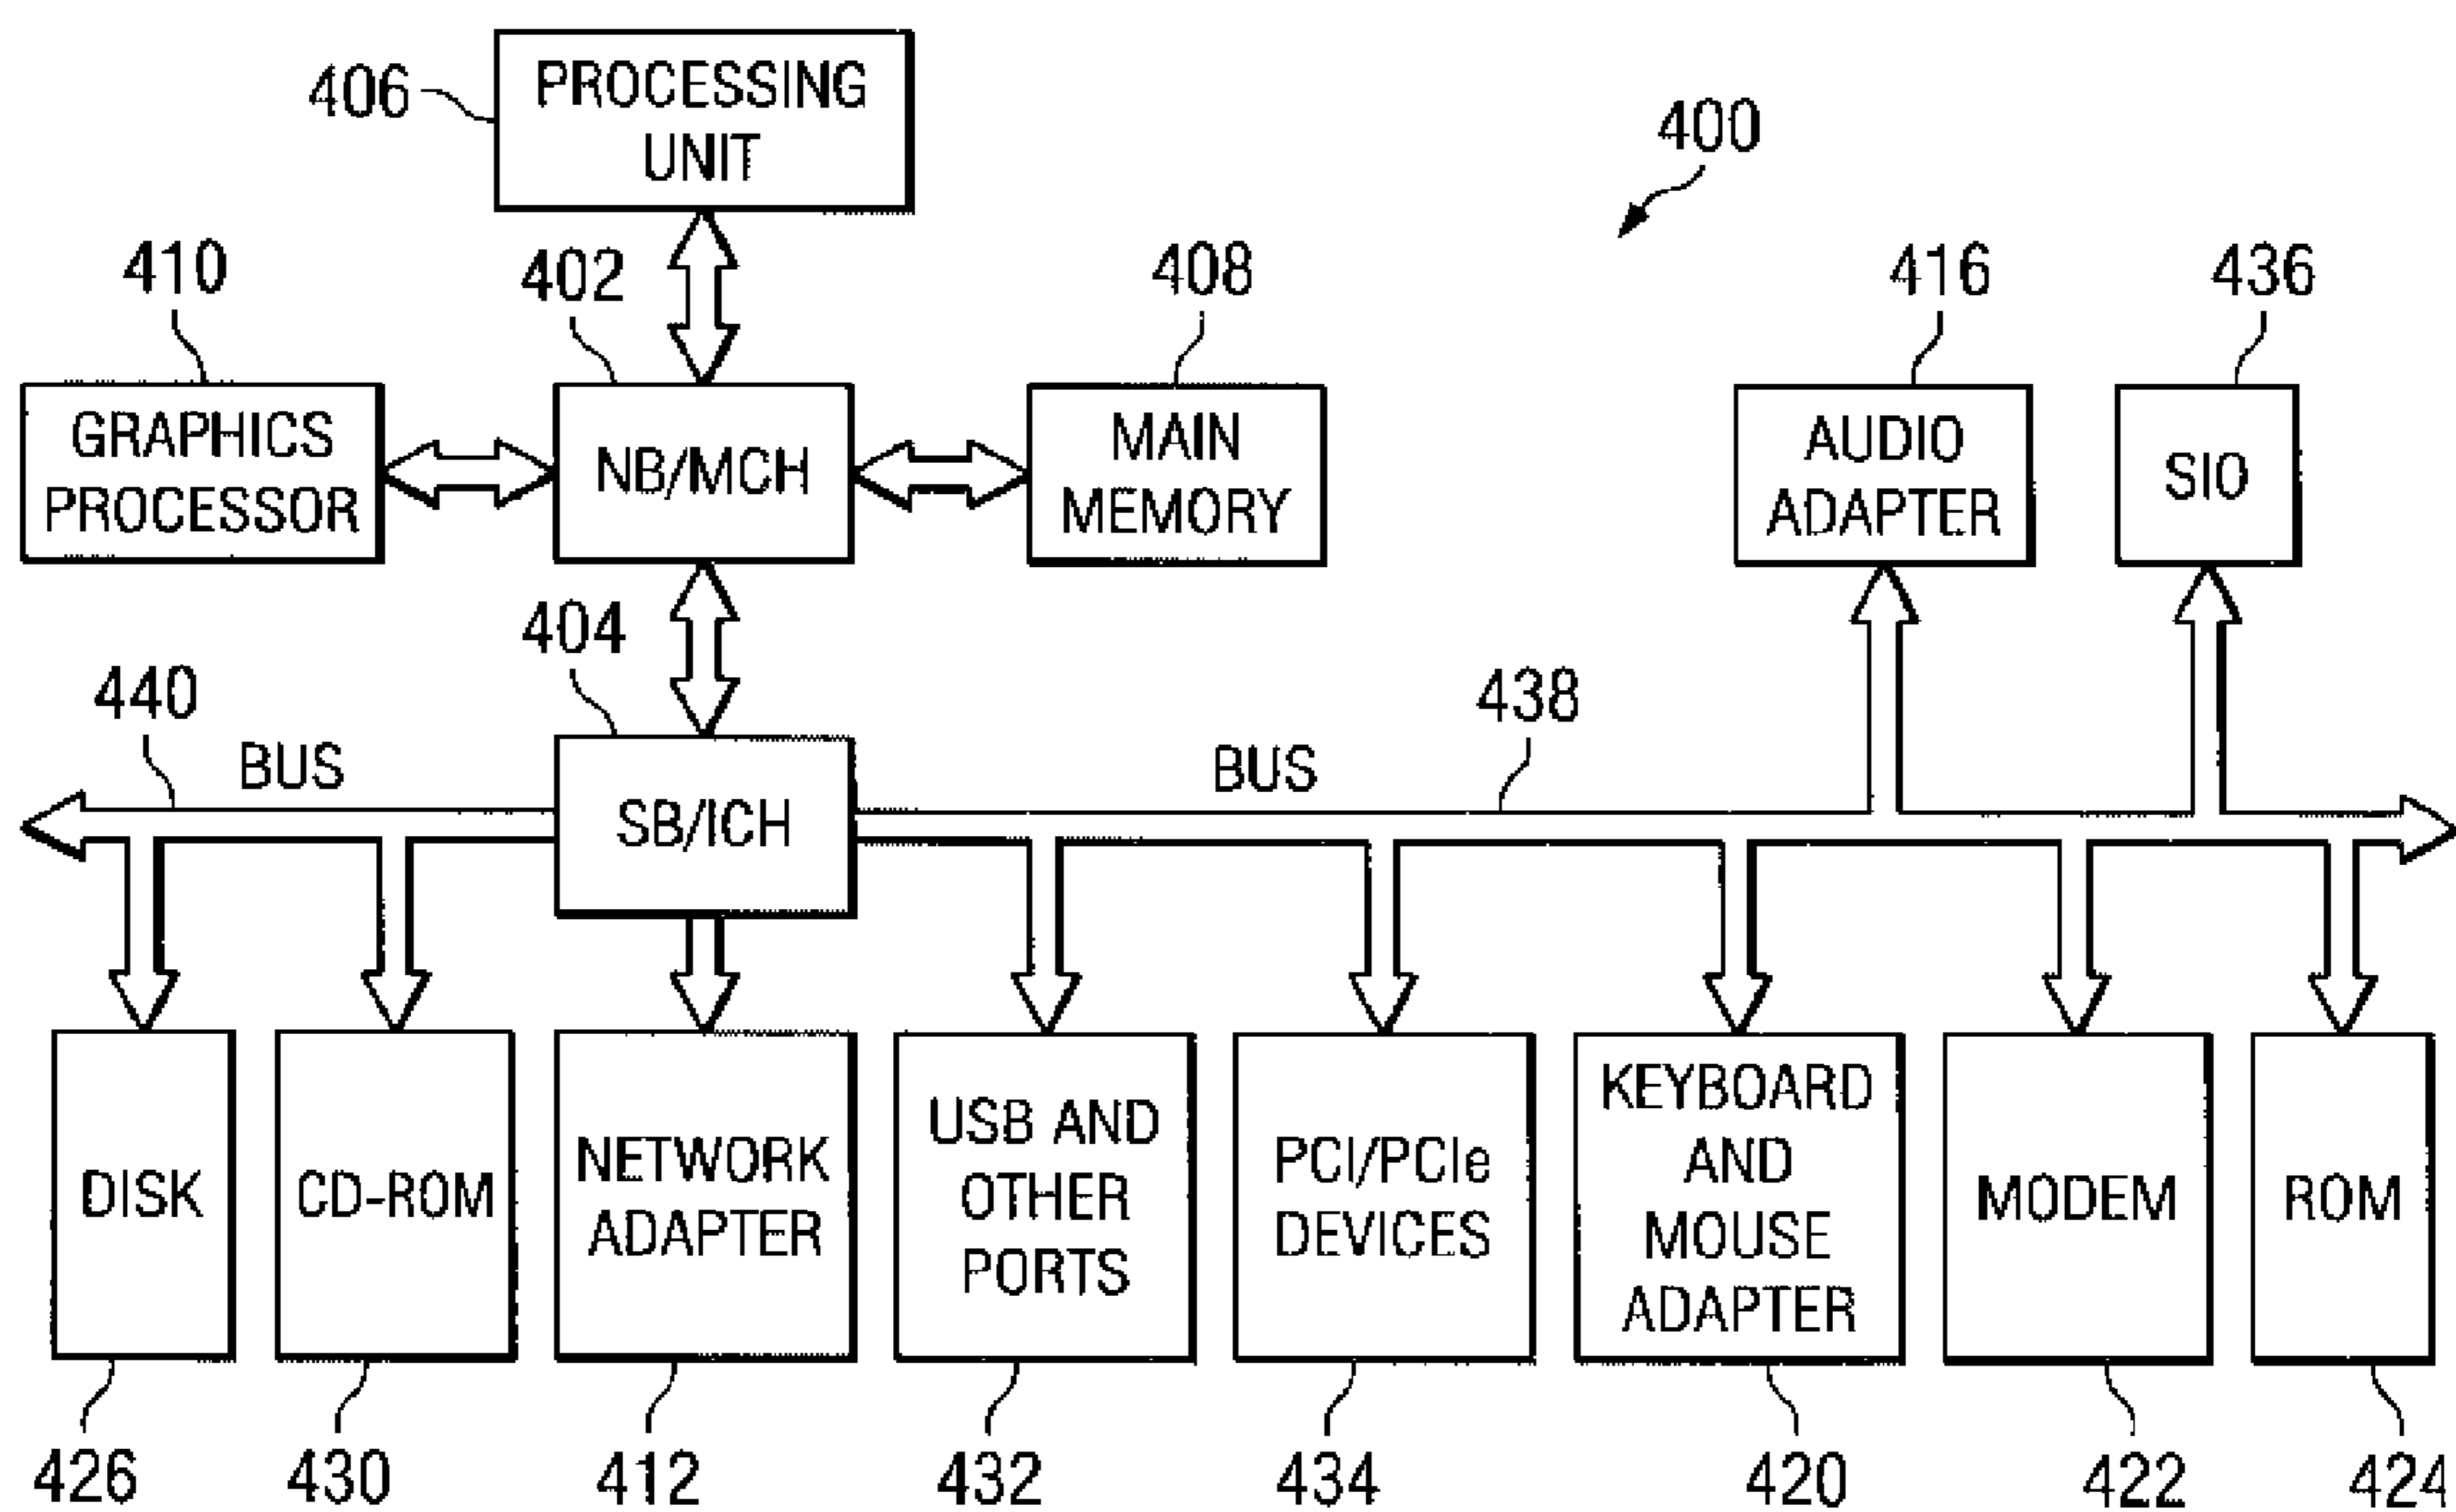 406
PROCESSING
UNIT
400
410
402
408
416
436
GRAPHICS
PROCESSOR
NB/MCH
MAIN
MEMORY
AUDIO
ADAPTER
SIO
404
440
BUS
438
BUS
SB/ICH
DISK
CD-ROM
NETWORK
ADAPTER
USB AND
OTHER
PORTS
PCI/PCIe
DEVICES
KEYBOARD
AND
MOUSE
ADAPTER
MODEM
ROM
426
430
412
432
434
420
422
424